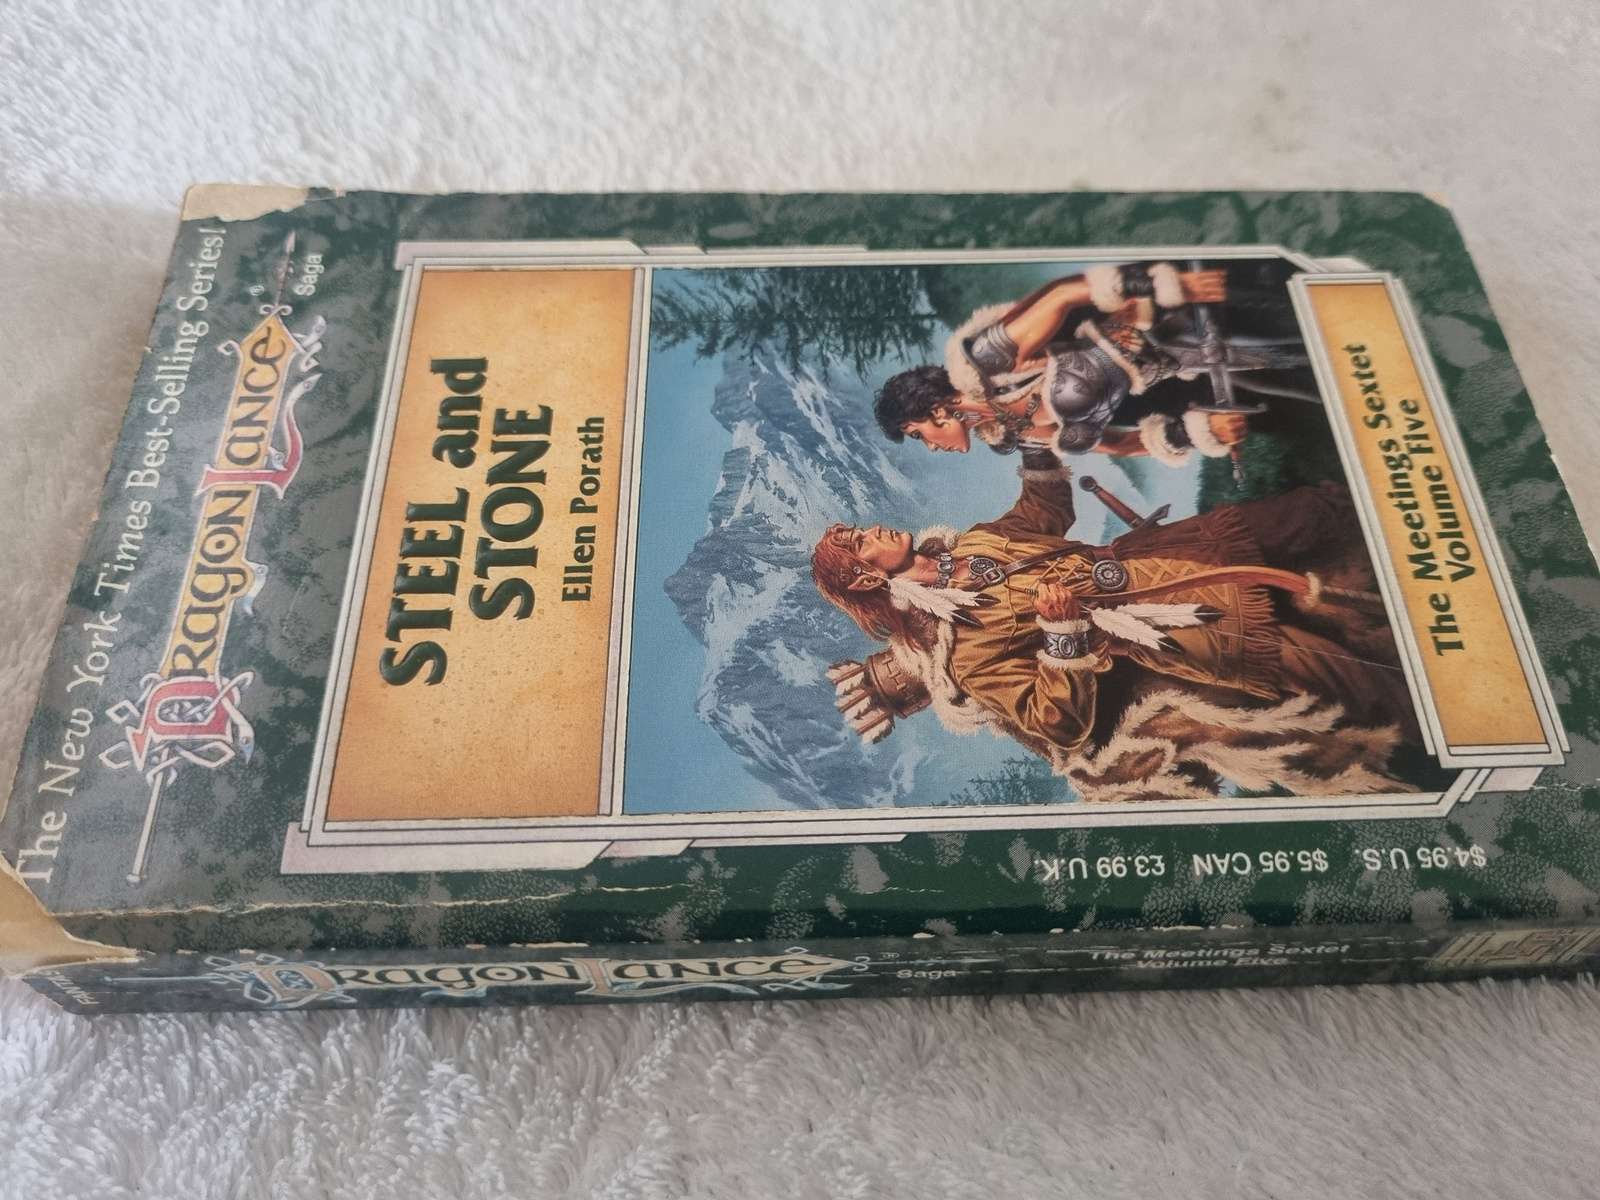 The New York Times Best-Selling Series!
DRAGONLANCE®
Saga
STEEL and
STONE
Ellen Porath
The Meetings Sextet
Volume Five
$4.95 U.S. $5.95 CAN £3.99 U.K.
DRAGONLANCE
Saga
The Meetings Sextet
Volume Five